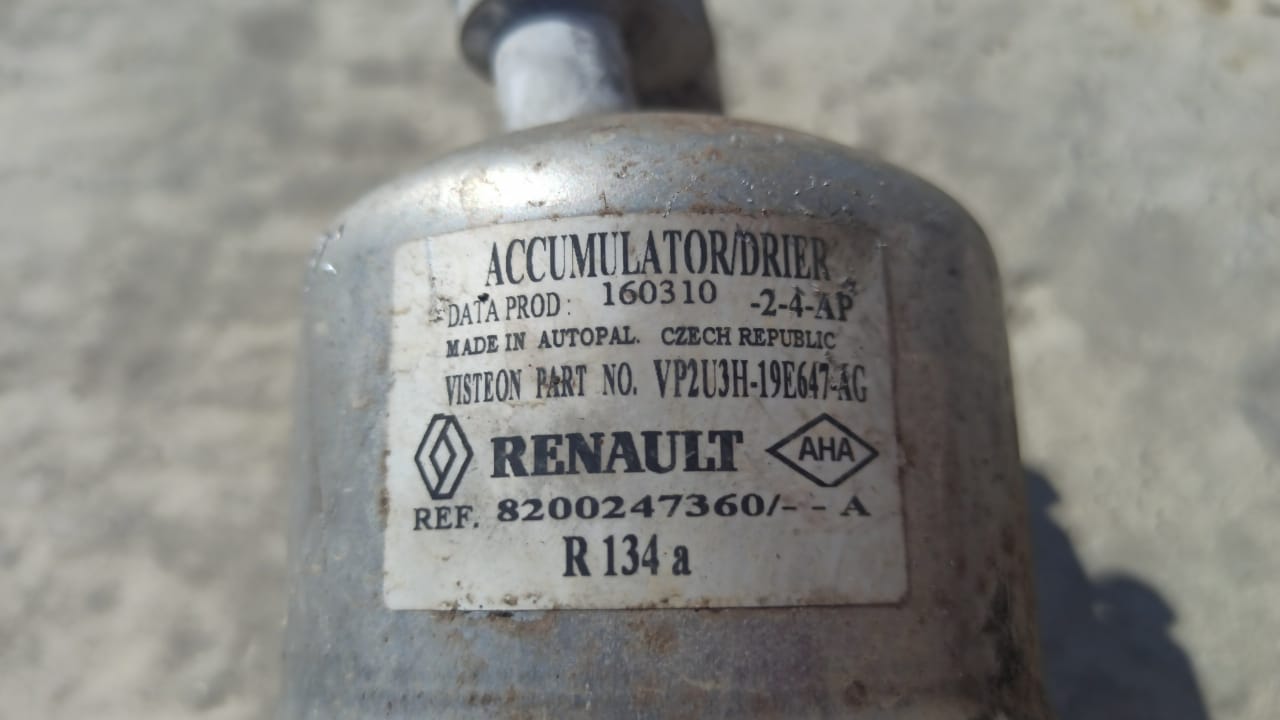 ACCUMULATOR/DRIER
DATA PROD: 160310 -2-4-AP
MADE IN AUTOPAL. CZECH REPUBLIC
VISTEON PART NO. VP2U3H-19E647-AG
RENAULT AHA
REF. 8200247360/- - A
R 134 a